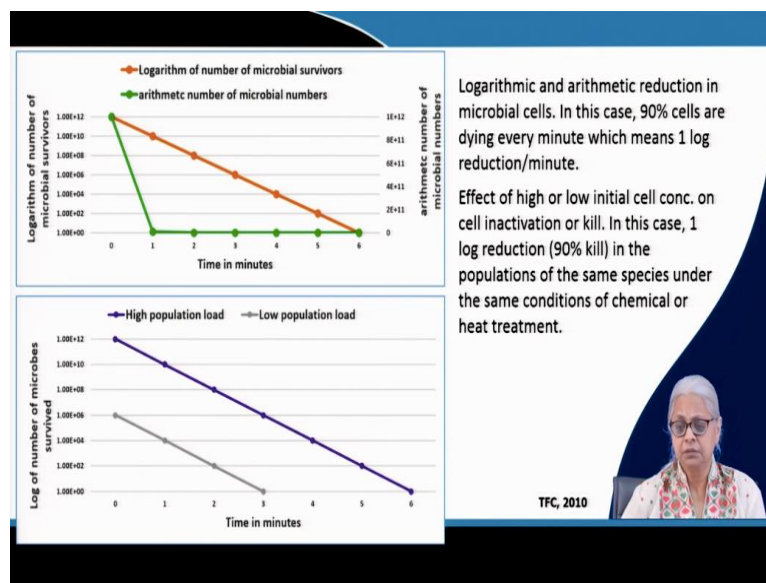 Logarithm of number of microbial survivors
arithmetc number of microbial numbers
Logarithm of number of
microbial survivors
1.00E+12
1.00E+10
1.00E+08
1.00E+06
1.00E+04
1.00E+02
1.00E+00
1E+12
8E+11
6E+11
4E+11
2E+11
0
arithmetic number of
microbial numbers
0 1 2 3 4 5 6
Time in minutes
High population load Low population load
Log of number of microbes
survived
1.00E+12
1.00E+10
1.00E+08
1.00E+06
1.00E+04
1.00E+02
1.00E+00
0 1 2 3 4 5 6
Time in minutes
Logarithmic and arithmetic reduction in
microbial cells. In this case, 90% cells are
dying every minute which means 1 log
reduction/minute.
Effect of high or low initial cell conc. on
cell inactivation or kill. In this case, 1
log reduction (90% kill) in the
populations of the same species under
the same conditions of chemical or
heat treatment.
TFC, 2010